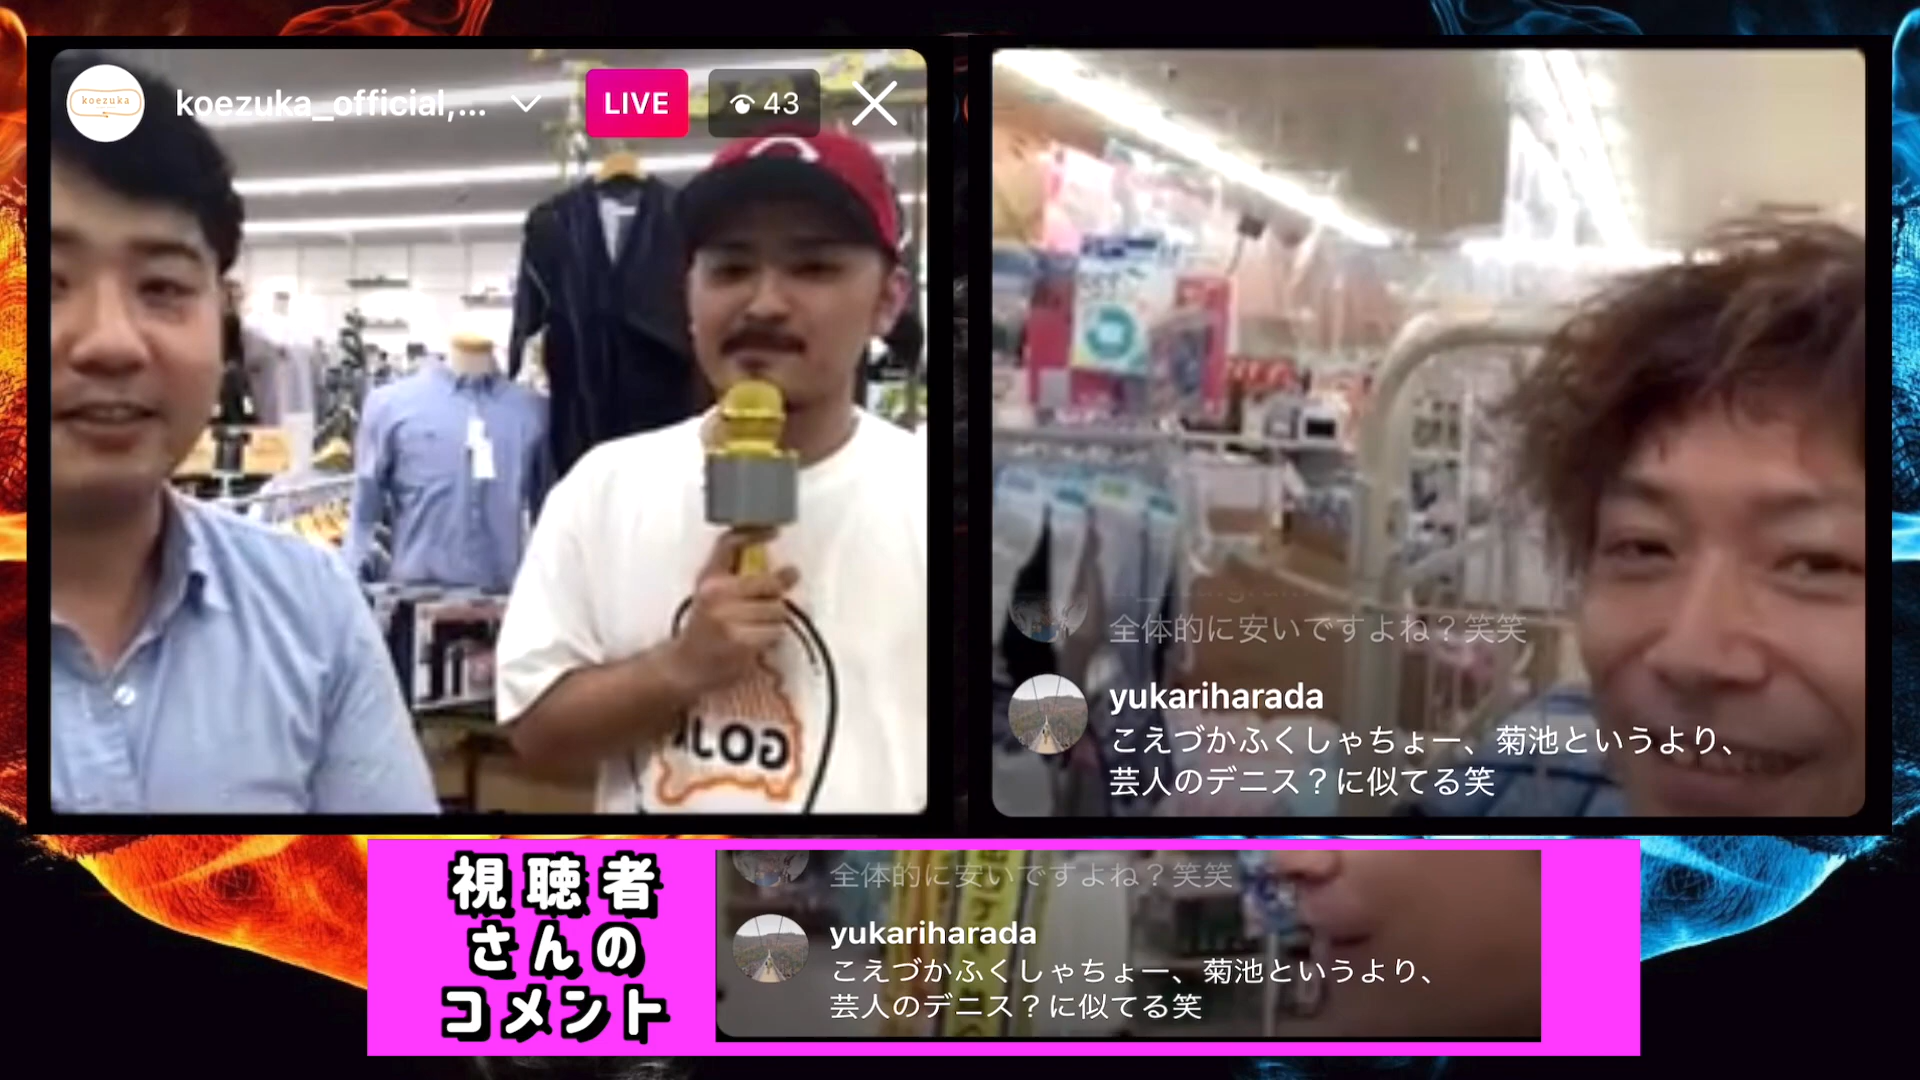 koezuka
koezuka_official,...
LIVE
43
全体的に安いですよね？笑笑
yukariharada
こえづかふくしゃちょー、菊池というより、
芸人のデニス？に似てる笑
視聴者
さんの
コメント
全体的に安いですよね？笑笑
yukariharada
こえづかふくしゃちょー、菊池というより、
芸人のデニス？に似てる笑